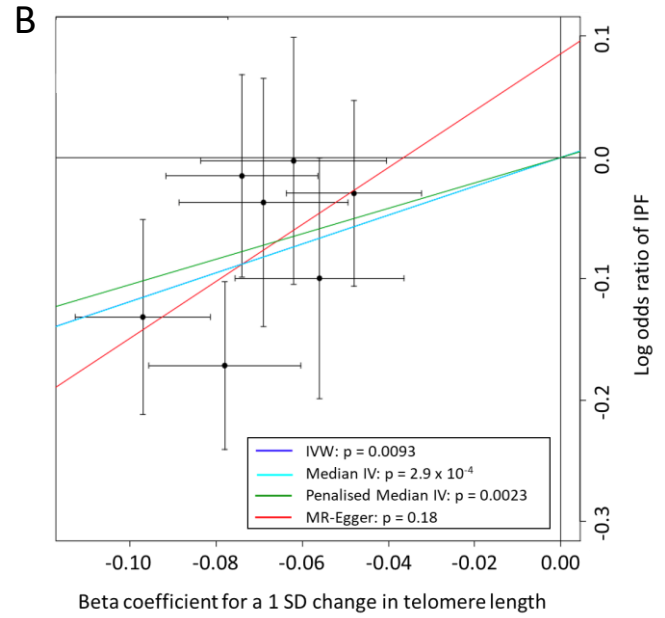 B
0.1
0.0
-0.1
-0.2
-0.3
Log odds ratio of IPF
IVW: p = 0.0093
Median IV: p = 2.9 x 10⁻⁴
Penalised Median IV: p = 0.0023
MR-Egger: p = 0.18
-0.10 -0.08 -0.06 -0.04 -0.02 0.00
Beta coefficient for a 1 SD change in telomere length